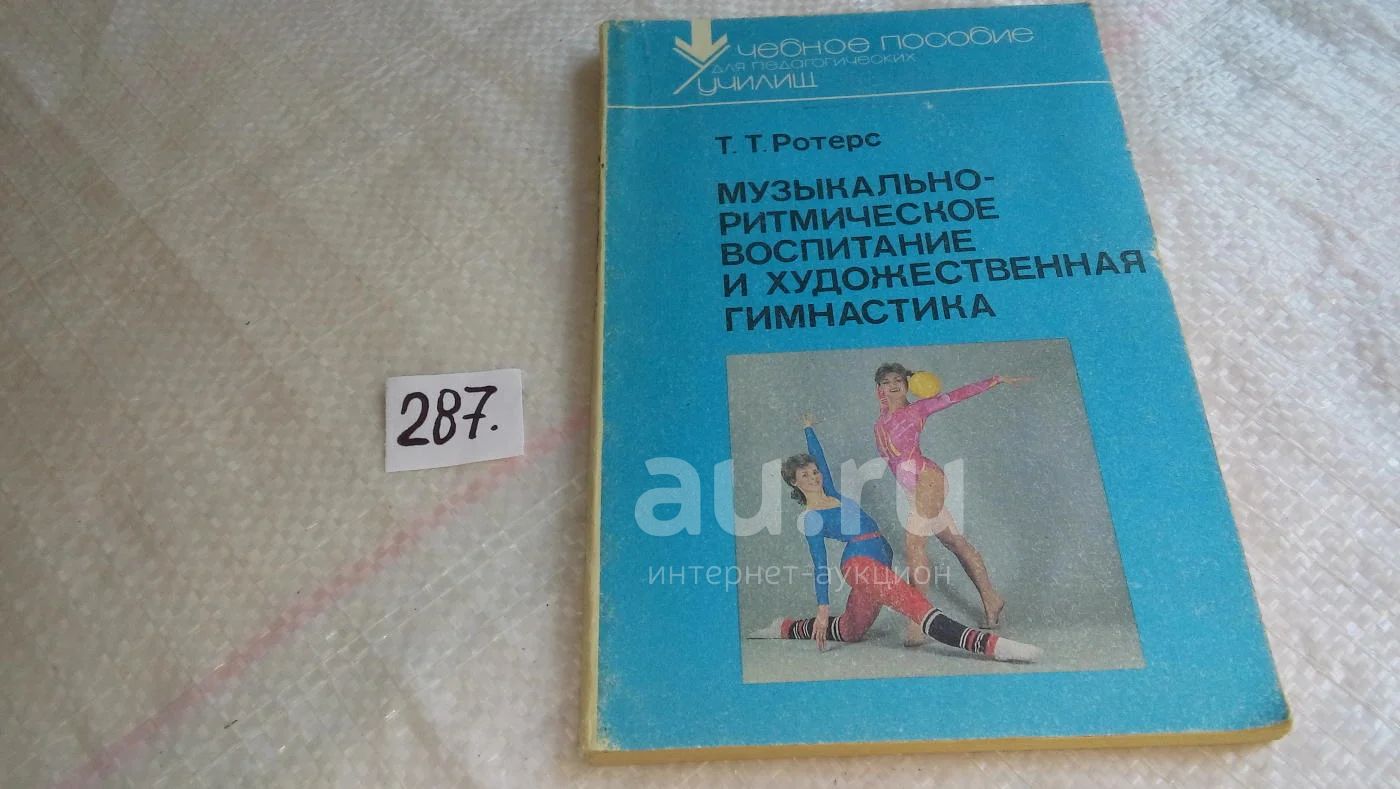 Учебное пособие
для педагогических
училищ
Т. Т. Ротерс
МУЗЫКАЛЬНО-
РИТМИЧЕСКОЕ
ВОСПИТАНИЕ
И ХУДОЖЕСТВЕННАЯ
ГИМНАСТИКА
287.
au.ru
интернет-аукцион